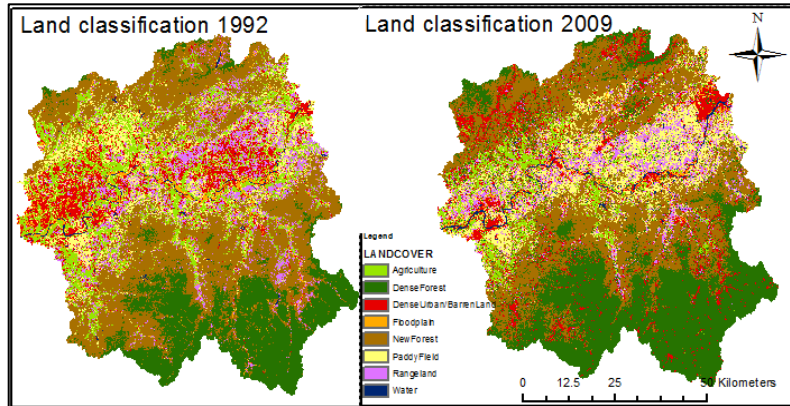 Land classification 1992
Land classification 2009
N
Legend
LANDCOVER
Agriculture
DenseForest
DenseUrban/BarrenLand
Floodplain
NewForest
PaddyField
Rangeland
Water
0 12.5 25 50 Kilometers